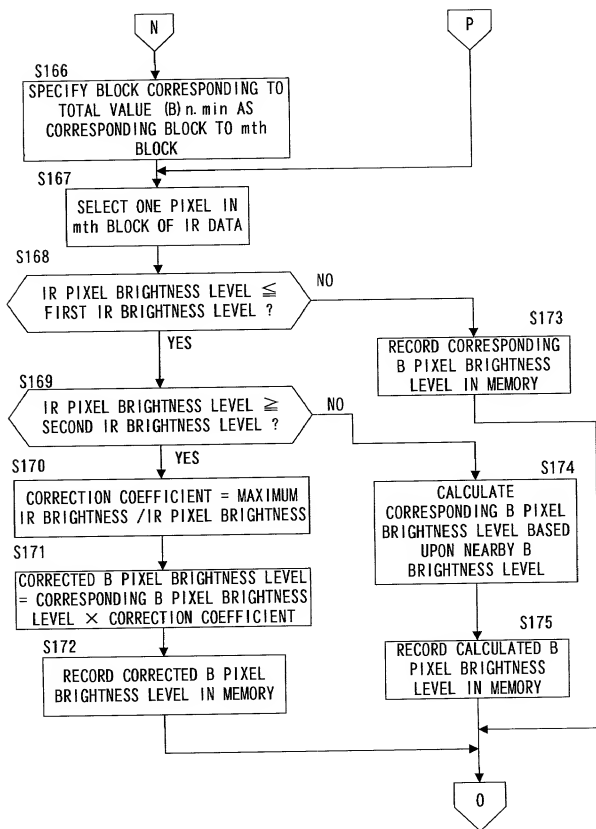 N
P
S166
SPECIFY BLOCK CORRESPONDING TO
TOTAL VALUE (B)n.min AS
CORRESPONDING BLOCK TO mth
BLOCK
S167
SELECT ONE PIXEL IN
mth BLOCK OF IR DATA
S168
IR PIXEL BRIGHTNESS LEVEL ≦
FIRST IR BRIGHTNESS LEVEL ?
NO
YES
S173
RECORD CORRESPONDING
B PIXEL BRIGHTNESS
LEVEL IN MEMORY
S169
IR PIXEL BRIGHTNESS LEVEL ≧
SECOND IR BRIGHTNESS LEVEL ?
NO
YES
S170
CORRECTION COEFFICIENT = MAXIMUM
IR BRIGHTNESS /IR PIXEL BRIGHTNESS
S174
CALCULATE
CORRESPONDING B PIXEL
BRIGHTNESS LEVEL BASED
UPON NEARBY B
BRIGHTNESS LEVEL
S171
CORRECTED B PIXEL BRIGHTNESS LEVEL
= CORRESPONDING B PIXEL BRIGHTNESS
LEVEL × CORRECTION COEFFICIENT
S172
RECORD CORRECTED B PIXEL
BRIGHTNESS LEVEL IN MEMORY
S175
RECORD CALCULATED B
PIXEL BRIGHTNESS
LEVEL IN MEMORY
O